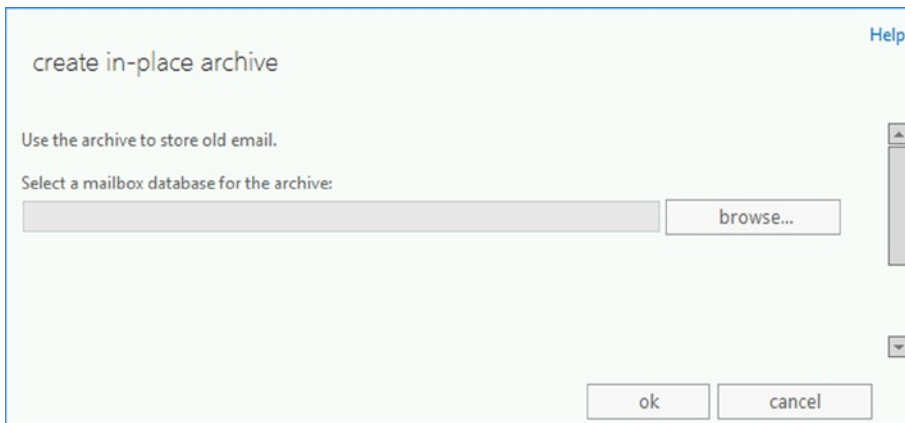 Help
create in-place archive
Use the archive to store old email.
Select a mailbox database for the archive:
browse...
ok
cancel